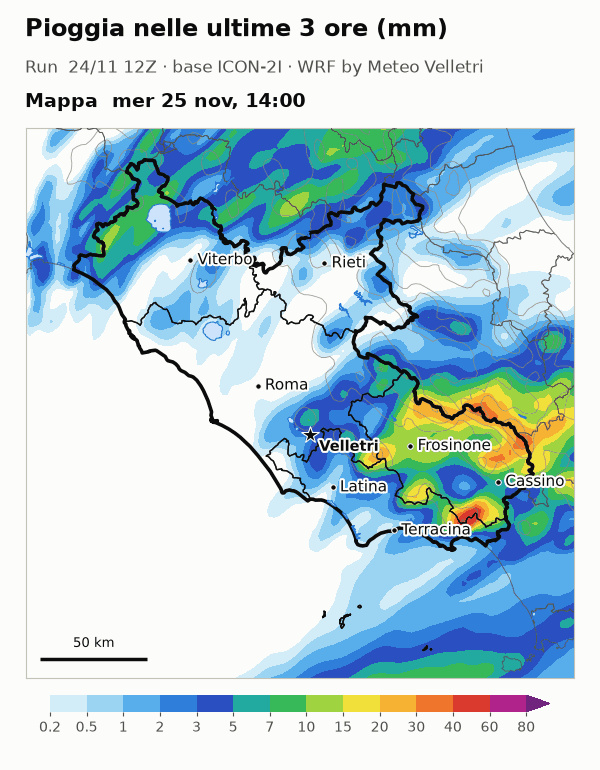 Pioggia nelle ultime 3 ore (mm)
Run  24/11 12Z · base ICON-2I · WRF by Meteo Velletri
Mappa  mer 25 nov, 14:00
Viterbo
Rieti
Roma
Velletri
Frosinone
Cassino
Latina
Terracina
50 km
0.2 0.5 1 2 3 5 7 10 15 20 30 40 60 80